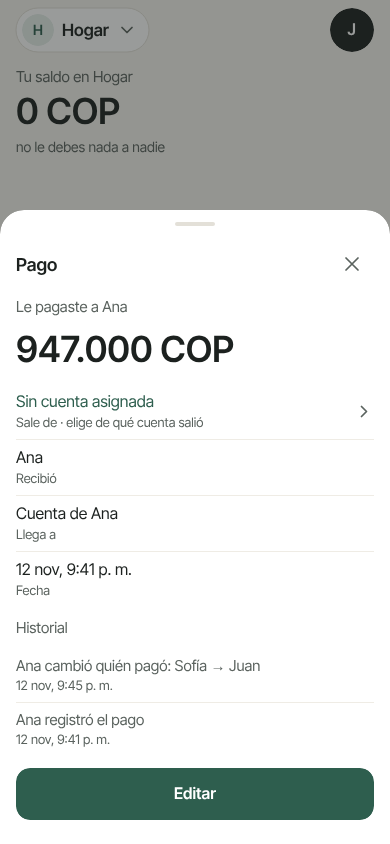 H Hogar
J
Tu saldo en Hogar
0 COP
no le debes nada a nadie
Pago
Le pagaste a Ana
947.000 COP
Sin cuenta asignada
Sale de · elige de qué cuenta salió
Ana
Recibió
Cuenta de Ana
Llega a
12 nov, 9:41 p. m.
Fecha
Historial
Ana cambió quién pagó: Sofía → Juan
12 nov, 9:45 p. m.
Ana registró el pago
12 nov, 9:41 p. m.
Editar